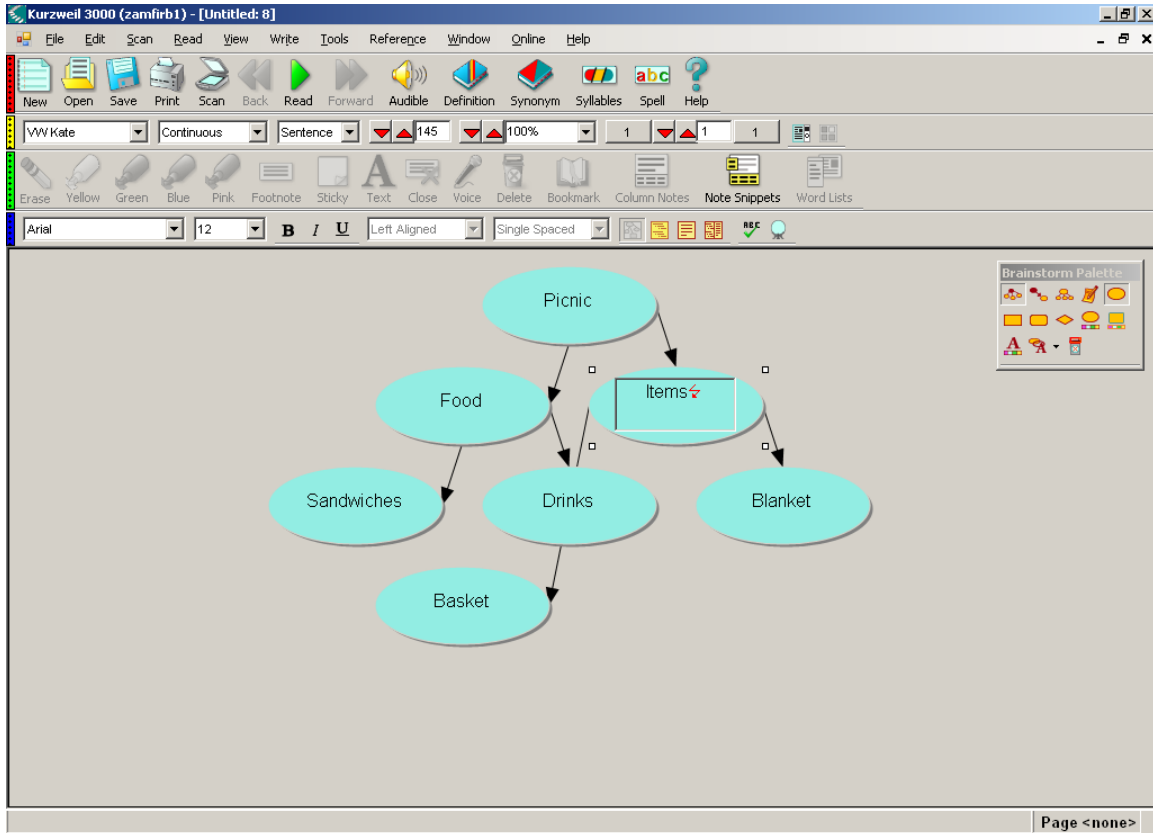 Kurzweil 3000 (zamfirb1) - [Untitled: 8]
File Edit Scan Read View Write Tools Reference Window Online Help
New Open Save Print Scan Back Read Forward Audible Definition Synonym Syllables Spell Help
abc
VW Kate Continuous Sentence 145 100% 1 1 1
A
Erase Yellow Green Blue Pink Footnote Sticky Text Close Voice Delete Bookmark Column Notes Note Snippets Word Lists
Arial 12 B I U Left Aligned Single Spaced ABC
Brainstorm Palette
A A
Picnic
Food
Items
Sandwiches
Drinks
Blanket
Basket
Page <none>